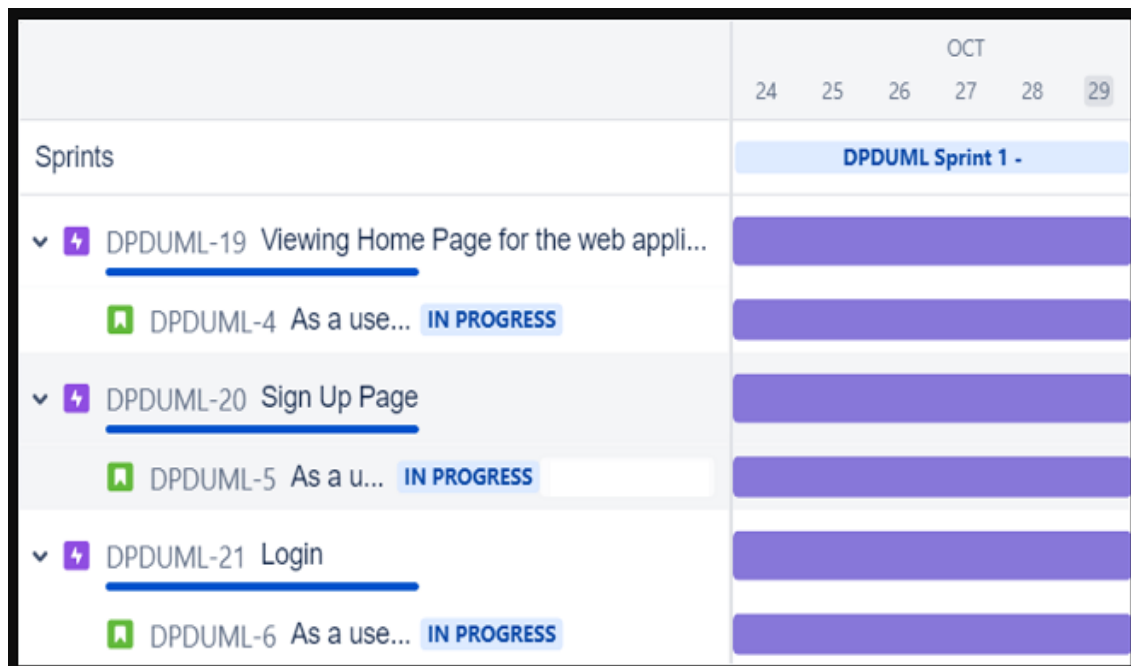 OCT
24 25 26 27 28 29
Sprints
DPDUML Sprint 1 -
DPDUML-19 Viewing Home Page for the web appli...
DPDUML-4 As a use... IN PROGRESS
DPDUML-20 Sign Up Page
DPDUML-5 As a u... IN PROGRESS
DPDUML-21 Login
DPDUML-6 As a use... IN PROGRESS